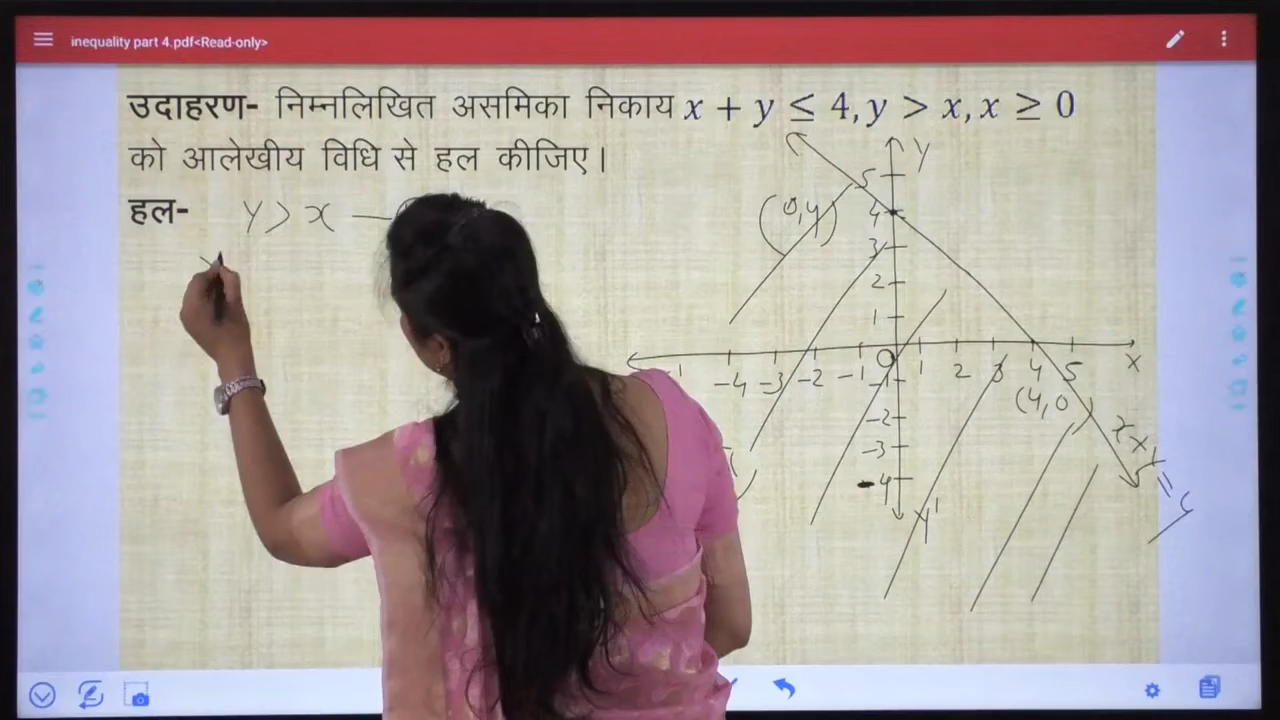 inequality part 4.pdf<Read-only>
उदाहरण- निम्नलिखित असमिका निकाय x + y ≤ 4, y > x, x ≥ 0
को आलेखीय विधि से हल कीजिए।
हल- y > x —
Y
5
(0,4)
4
3
2
1
-4 -3 -2 -1 0 1 2 3 4 5 x
(4,0)
-1
-2
-3
-4
y'